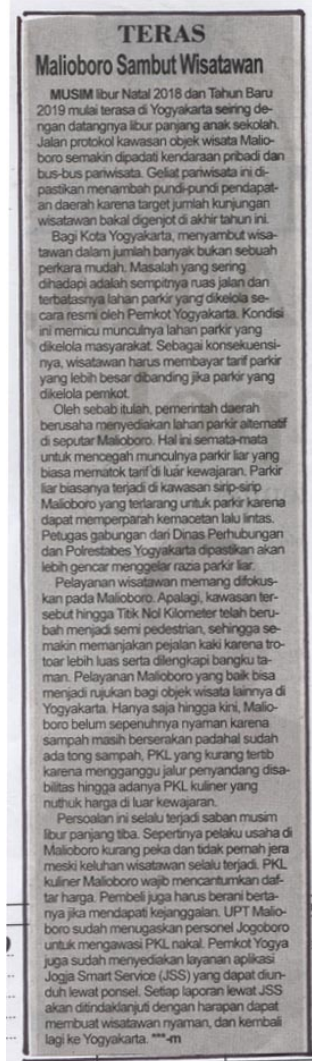 TERAS
Malioboro Sambut Wisatawan
MUSIM libur Natal 2018 dan Tahun Baru
2019 mulai terasa di Yogyakarta seiring de-
ngan datangnya libur panjang anak sekolah.
Jalan protokol kawasan objek wisata Malio-
boro semakin dipadati kendaraan pribadi dan
bus-bus pariwisata. Geliat pariwisata ini di-
pastikan menambah pundi-pundi pendapat-
an daerah karena target jumlah kunjungan
wisatawan bakal digenjot di akhir tahun ini.
Bagi Kota Yogyakarta, menyambut wisa-
tawan dalam jumlah banyak bukan sebuah
perkara mudah. Masalah yang sering
dihadapi adalah sempitnya ruas jalan dan
terbatasnya lahan parkir yang dikelola se-
cara resmi oleh Pemkot Yogyakarta. Kondisi
ini memicu munculnya lahan parkir yang
dikelola masyarakat. Sebagai konsekuensi-
nya, wisatawan harus membayar tarif parkir
yang lebih besar dibanding jika parkir yang
dikelola pemkot.
Oleh sebab itulah, pemerintah daerah
berusaha menyediakan lahan parkir alternatif
di seputar Malioboro. Hal ini semata-mata
untuk mencegah munculnya parkir liar yang
biasa mematok tarif di luar kewajaran. Parkir
liar biasanya terjadi di kawasan sirip-sirip
Malioboro yang terlarang untuk parkir karena
dapat memperparah kemacetan lalu lintas.
Petugas gabungan dari Dinas Perhubungan
dan Polrestabes Yogyakarta dipastikan akan
lebih gencar menggelar razia parkir liar.
Pelayanan wisatawan memang difokus-
kan pada Malioboro. Apalagi, kawasan ter-
sebut hingga Titik Nol Kilometer telah beru-
bah menjadi semi pedestrian, sehingga se-
makin memanjakan pejalan kaki karena tro-
toar lebih luas serta dilengkapi bangku ta-
man. Pelayanan Malioboro yang baik bisa
menjadi rujukan bagi objek wisata lainnya di
Yogyakarta. Hanya saja hingga kini, Malio-
boro belum sepenuhnya nyaman karena
sampah masih berserakan padahal sudah
ada tong sampah, PKL yang kurang tertib
karena mengganggu jalur penyandang disa-
bilitas hingga adanya PKL kuliner yang
nuthuk harga di luar kewajaran.
Persoalan ini selalu terjadi saban musim
libur panjang tiba. Sepertinya pelaku usaha di
Malioboro kurang peka dan tidak pernah jera
meski keluhan wisatawan selalu terjadi. PKL
kuliner Malioboro wajib mencantumkan daf-
tar harga. Pembeli juga harus berani berta-
nya jika mendapati kejanggalan. UPT Malio-
boro sudah menugaskan personel Jogoboro
untuk mengawasi PKL nakal. Pemkot Yogya
juga sudah menyediakan layanan aplikasi
Jogja Smart Service (JSS) yang dapat diun-
duh lewat ponsel. Setiap laporan lewat JSS
akan ditindaklanjuti dengan harapan dapat
membuat wisatawan nyaman, dan kembali
lagi ke Yogyakarta. ***-m